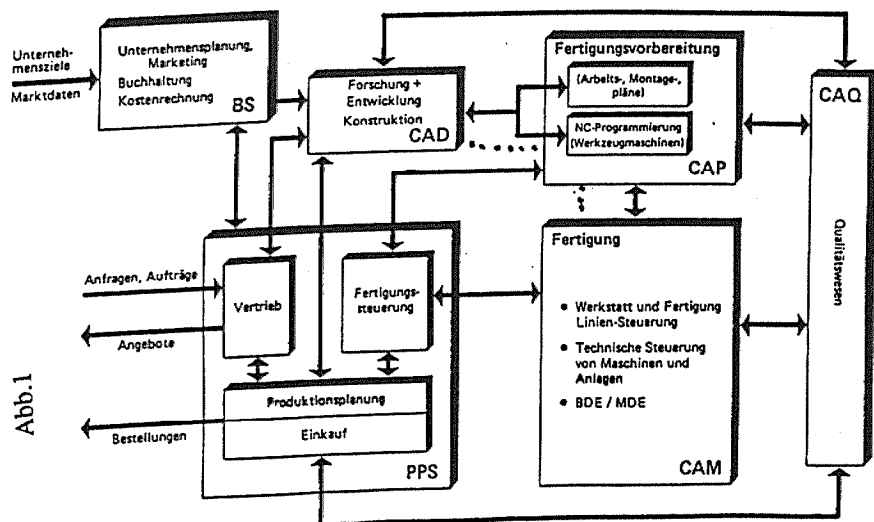 Unterneh-
mensziele
Marktdaten
Unternehmensplanung,
Marketing
Buchhaltung
Kostenrechnung
BS
Forschung +
Entwicklung
Konstruktion
CAD
Fertigungsvorbereitung
(Arbeits-, Montage-,
pläne)
NC-Programmierung
(Werkzeugmaschinen)
CAP
CAQ
Qualitätswesen
Anfragen, Aufträge
Angebote
Bestellungen
Vertrieb
Fertigungs-
steuerung
Produktionsplanung
Einkauf
PPS
Fertigung
• Werkstatt und Fertigung
Linien-Steuerung
• Technische Steuerung
von Maschinen und
Anlagen
• BDE / MDE
CAM
Abb.1